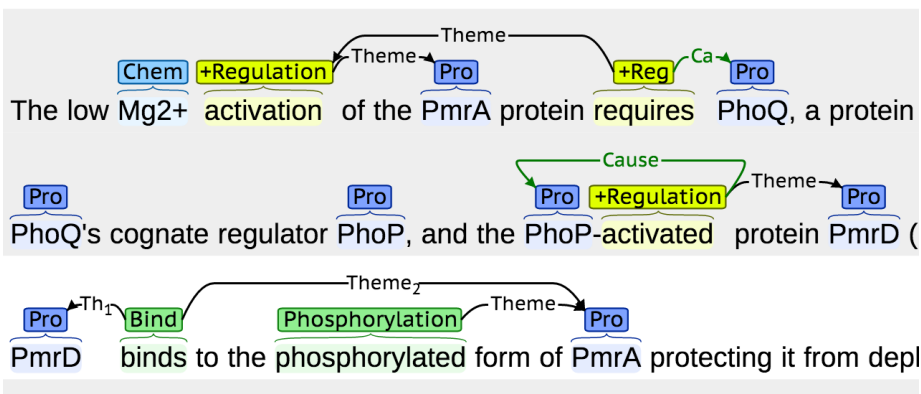 Theme
Theme Ca
Chem +Regulation Pro +Reg Pro
The low Mg2+ activation of the PmrA protein requires PhoQ, a protein
Cause
Theme
Pro Pro Pro +Regulation Pro
PhoQ's cognate regulator PhoP, and the PhoP-activated protein PmrD (
Theme2
Th1 Theme
Pro Bind Phosphorylation Pro
PmrD binds to the phosphorylated form of PmrA protecting it from